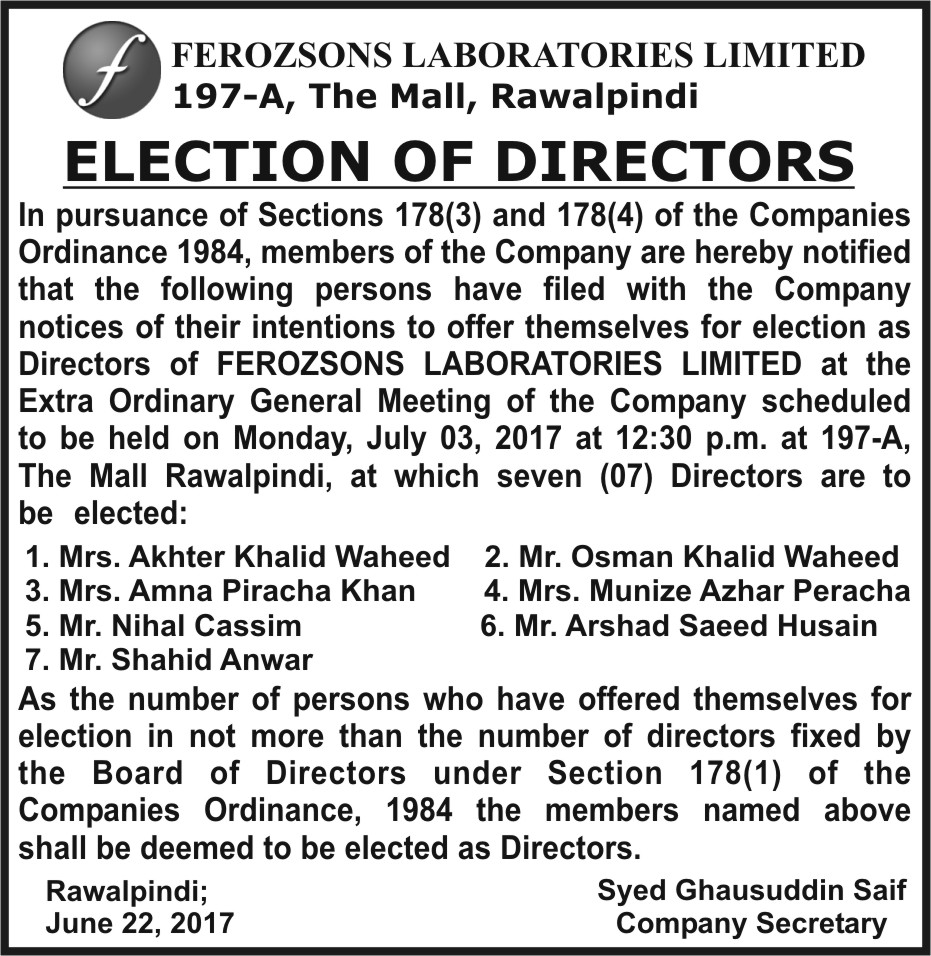 f
FEROZSONS LABORATORIES LIMITED
197-A, The Mall, Rawalpindi
ELECTION OF DIRECTORS
In pursuance of Sections 178(3) and 178(4) of the Companies
Ordinance 1984, members of the Company are hereby notified
that the following persons have filed with the Company
notices of their intentions to offer themselves for election as
Directors of FEROZSONS LABORATORIES LIMITED at the
Extra Ordinary General Meeting of the Company scheduled
to be held on Monday, July 03, 2017 at 12:30 p.m. at 197-A,
The Mall Rawalpindi, at which seven (07) Directors are to
be elected:
1. Mrs. Akhter Khalid Waheed 2. Mr. Osman Khalid Waheed
3. Mrs. Amna Piracha Khan 4. Mrs. Munize Azhar Peracha
5. Mr. Nihal Cassim 6. Mr. Arshad Saeed Husain
7. Mr. Shahid Anwar
As the number of persons who have offered themselves for
election in not more than the number of directors fixed by
the Board of Directors under Section 178(1) of the
Companies Ordinance, 1984 the members named above
shall be deemed to be elected as Directors.
Rawalpindi; Syed Ghausuddin Saif
June 22, 2017 Company Secretary